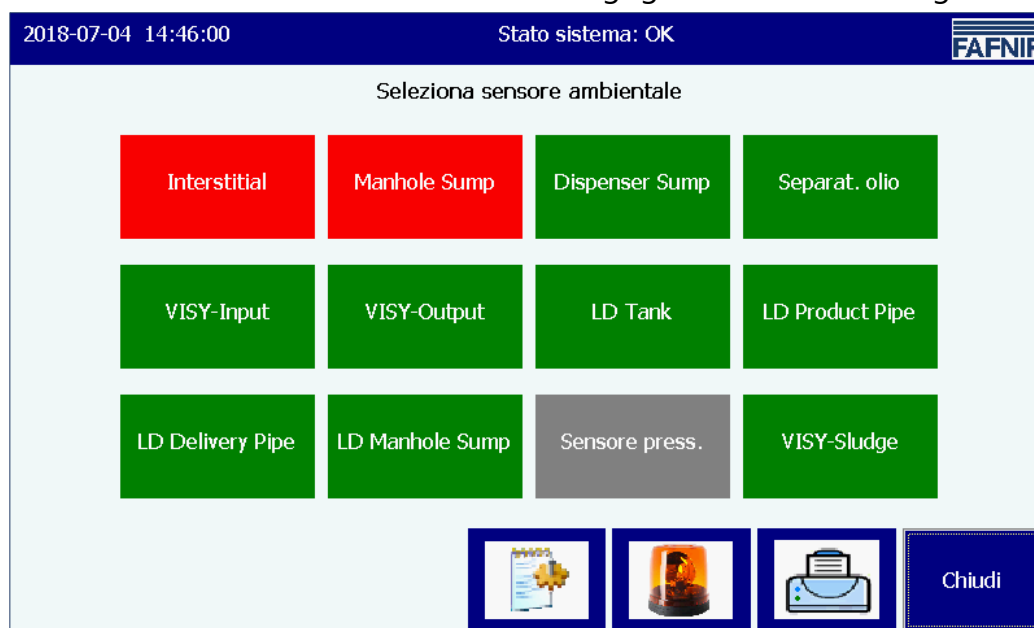 2018-07-04 14:46:00 Stato sistema: OK FAFNIR
Seleziona sensore ambientale
Interstitial Manhole Sump Dispenser Sump Separat. olio
VISY-Input VISY-Output LD Tank LD Product Pipe
LD Delivery Pipe LD Manhole Sump Sensore press. VISY-Sludge
Chiudi